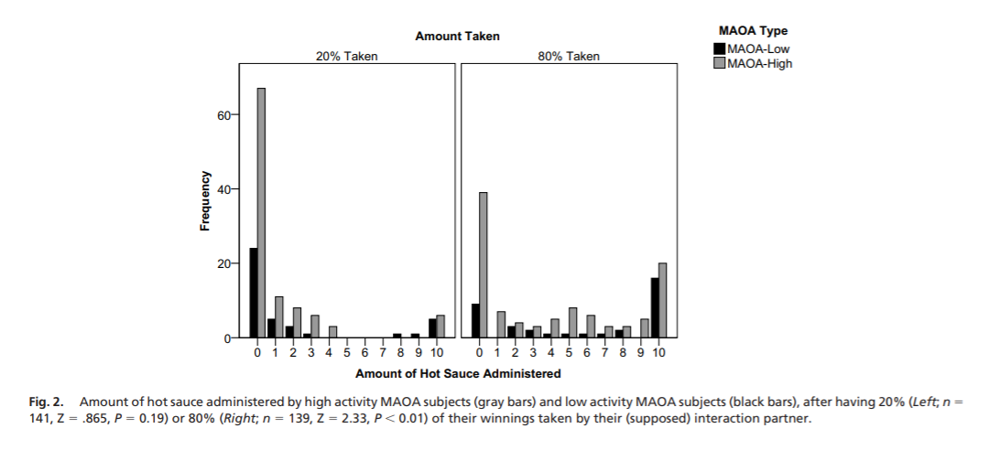 Amount Taken
20% Taken
80% Taken
MAOA Type
MAOA-Low
MAOA-High
Frequency
60
40
20
0
0 1 2 3 4 5 6 7 8 9 10
0 1 2 3 4 5 6 7 8 9 10
Amount of Hot Sauce Administered
Fig. 2. Amount of hot sauce administered by high activity MAOA subjects (gray bars) and low activity MAOA subjects (black bars), after having 20% (Left; n =
141, Z = .865, P = 0.19) or 80% (Right; n = 139, Z = 2.33, P < 0.01) of their winnings taken by their (supposed) interaction partner.